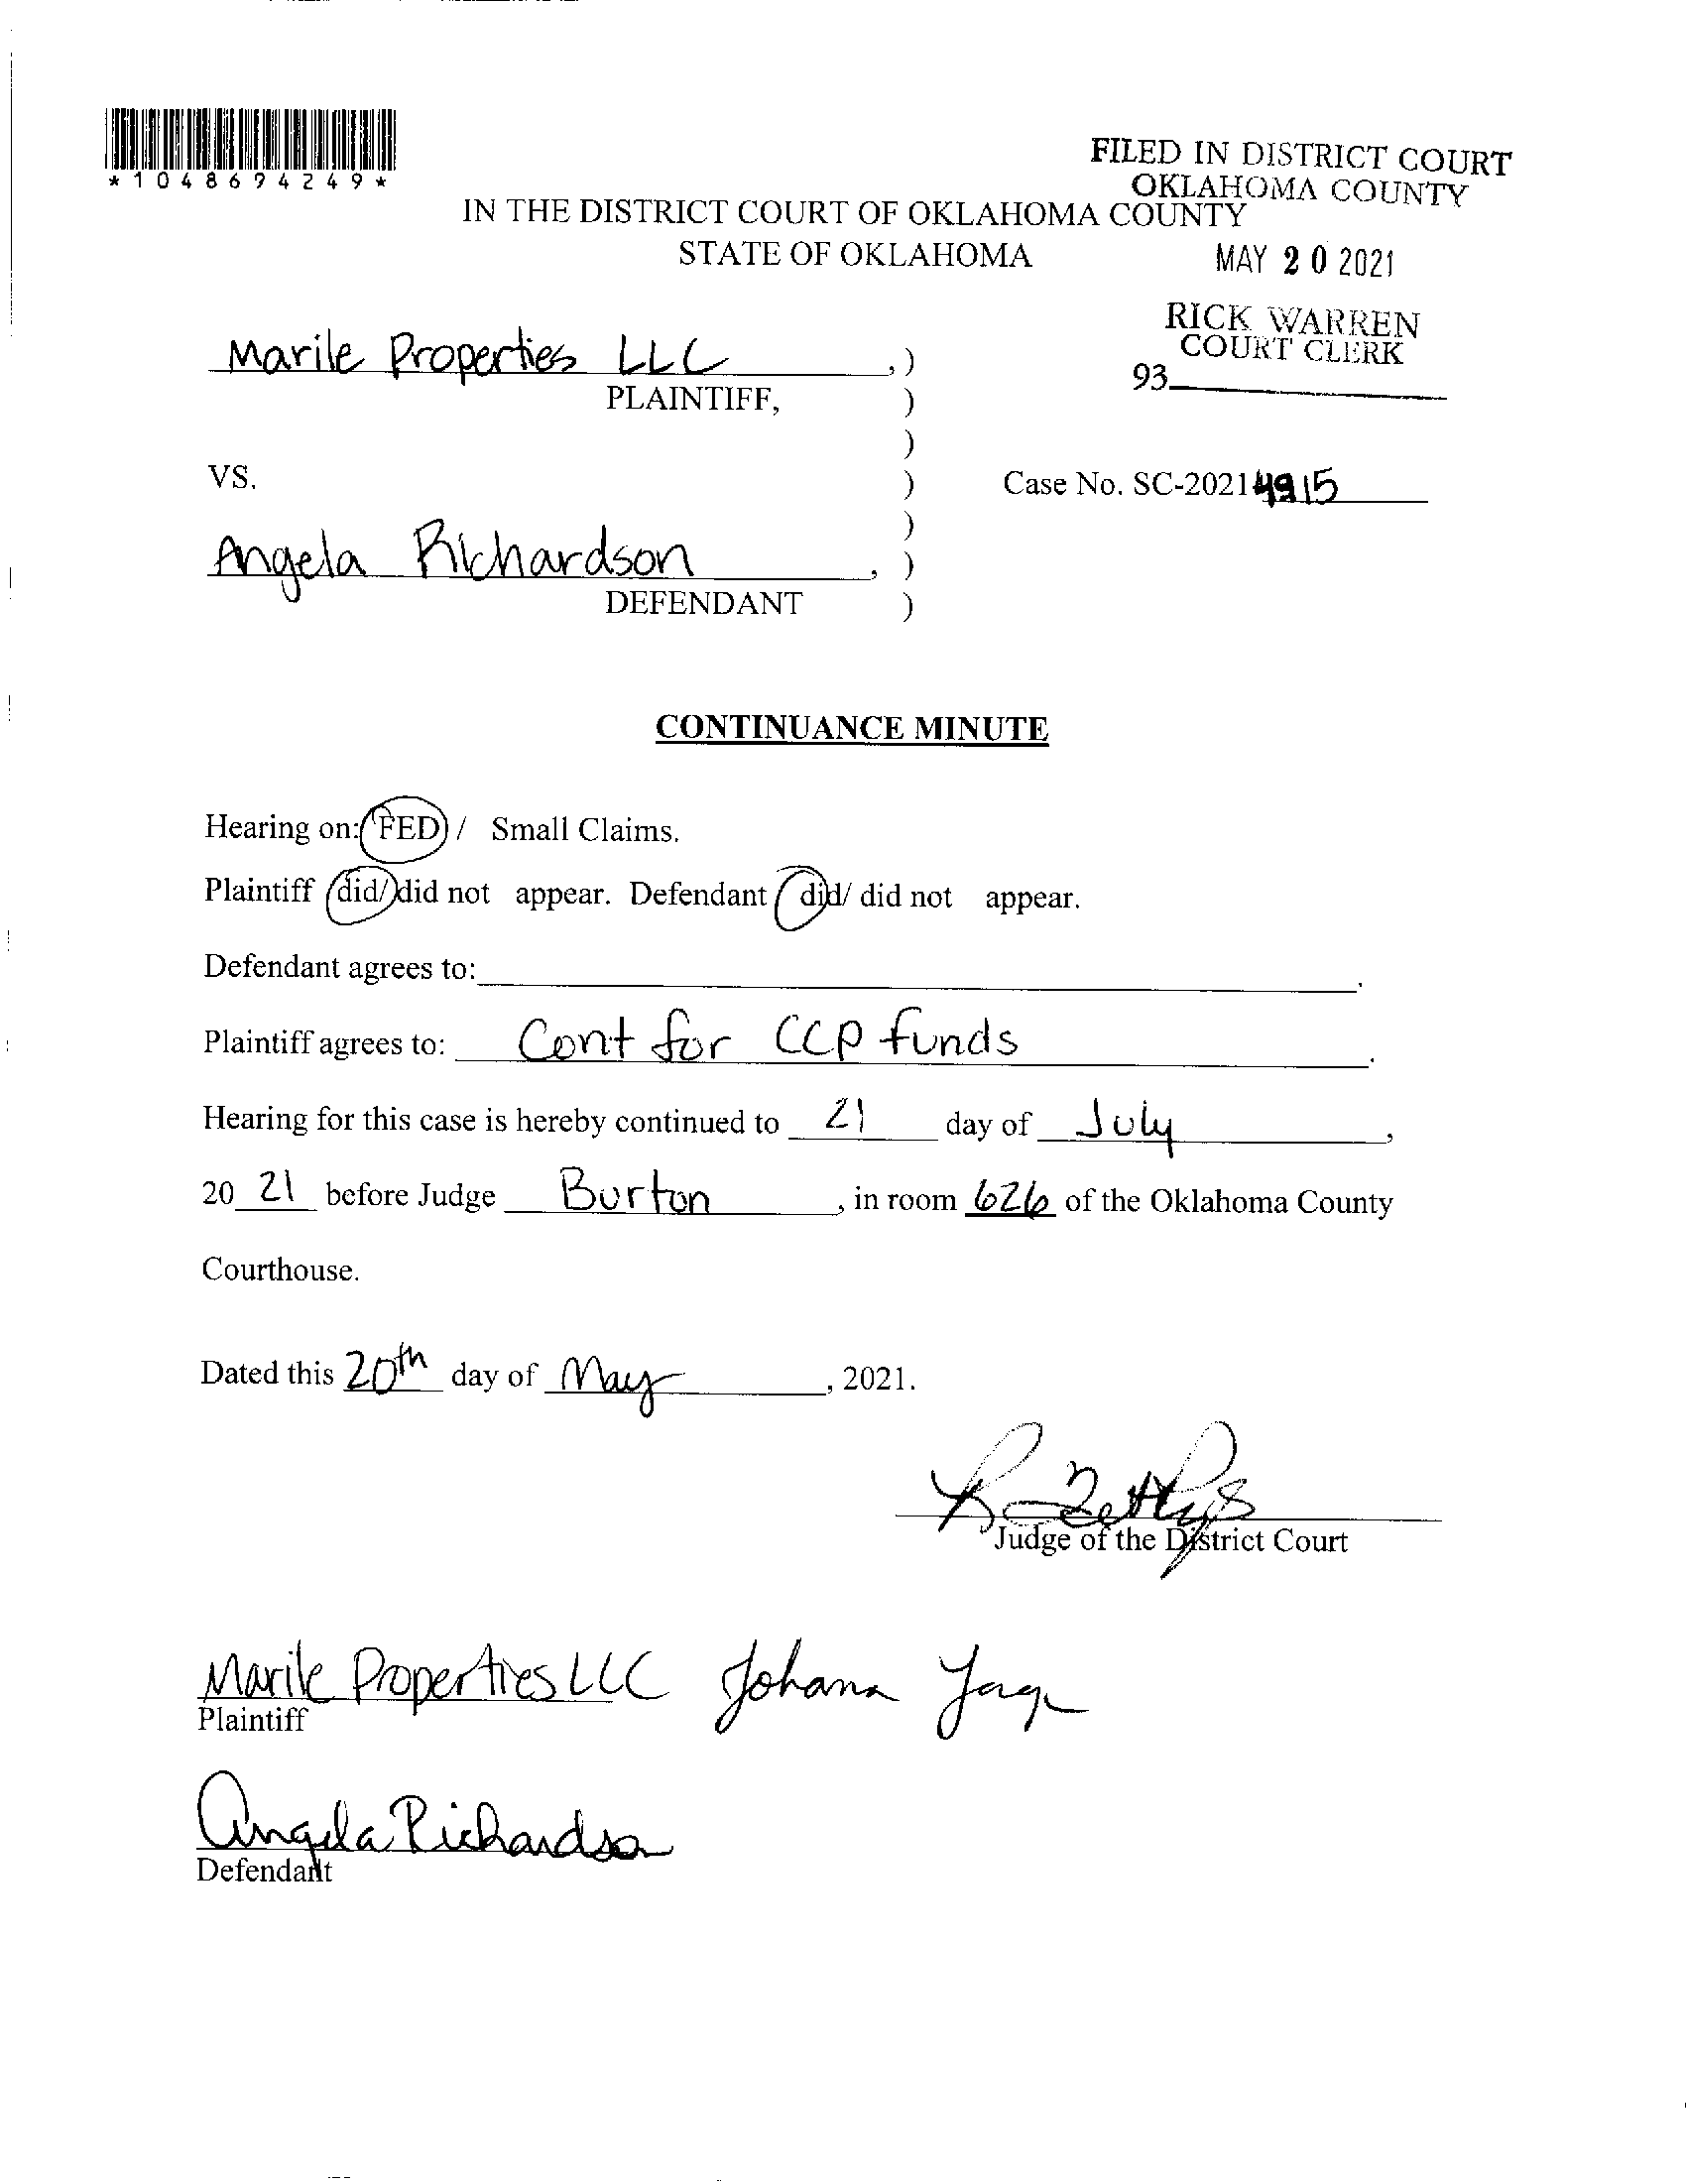 *1048694249*
FILED IN DISTRICT COURT
OKLAHOMA COUNTY
IN THE DISTRICT COURT OF OKLAHOMA COUNTY
STATE OF OKLAHOMA
MAY 20 2021
RICK WARREN
COURT CLERK
93
Marile Properties LLC ,)
PLAINTIFF, )
)
VS. )
Case No. SC-2021 4915
)
Angela Richardson , )
DEFENDANT )
CONTINUANCE MINUTE
Hearing on: FED / Small Claims.
Plaintiff did/ did not appear. Defendant did/ did not appear.
Defendant agrees to: .
Plaintiff agrees to: Cont for CCP funds .
Hearing for this case is hereby continued to 21 day of July ,
20 21 before Judge Burton , in room 626 of the Oklahoma County
Courthouse.
Dated this 20th day of May , 2021.
Judge of the District Court
Marile Properties LLC Johana
Plaintiff
Angela Richardson
Defendant